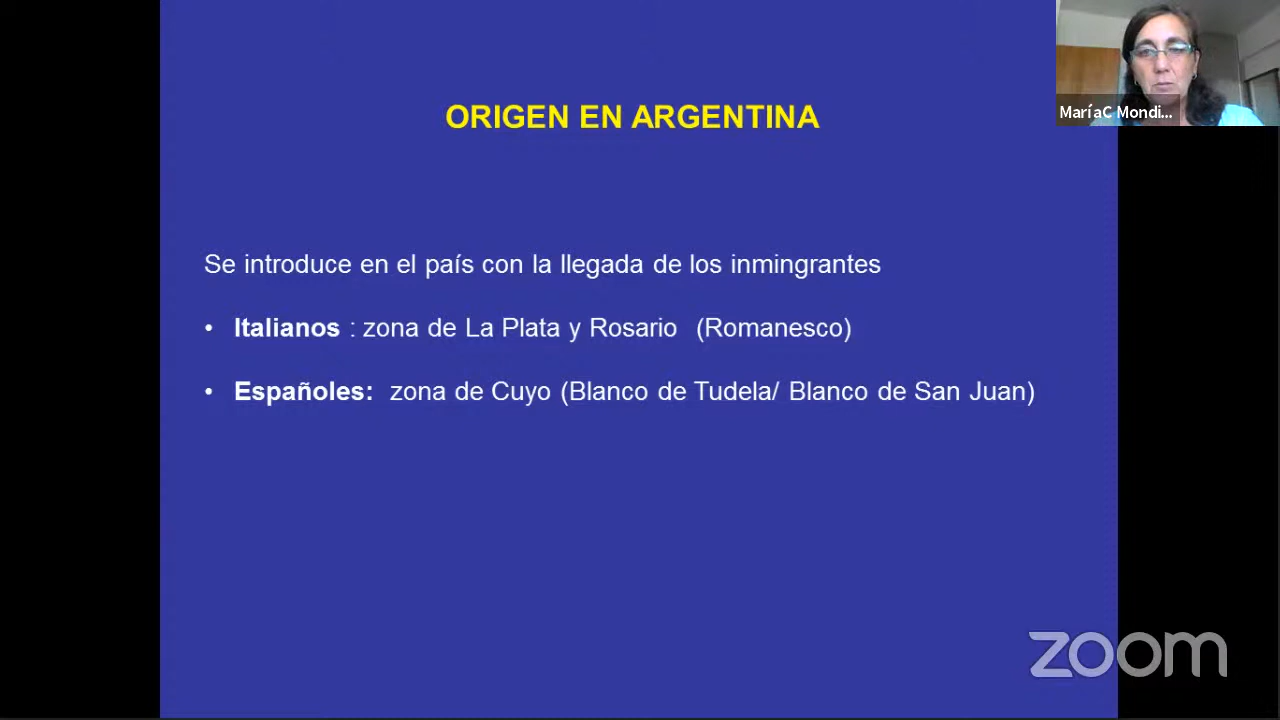 ORIGEN EN ARGENTINA
MaríaC Mondi...
Se introduce en el país con la llegada de los inmingrantes
• Italianos : zona de La Plata y Rosario (Romanesco)
• Españoles: zona de Cuyo (Blanco de Tudela/ Blanco de San Juan)
zoom